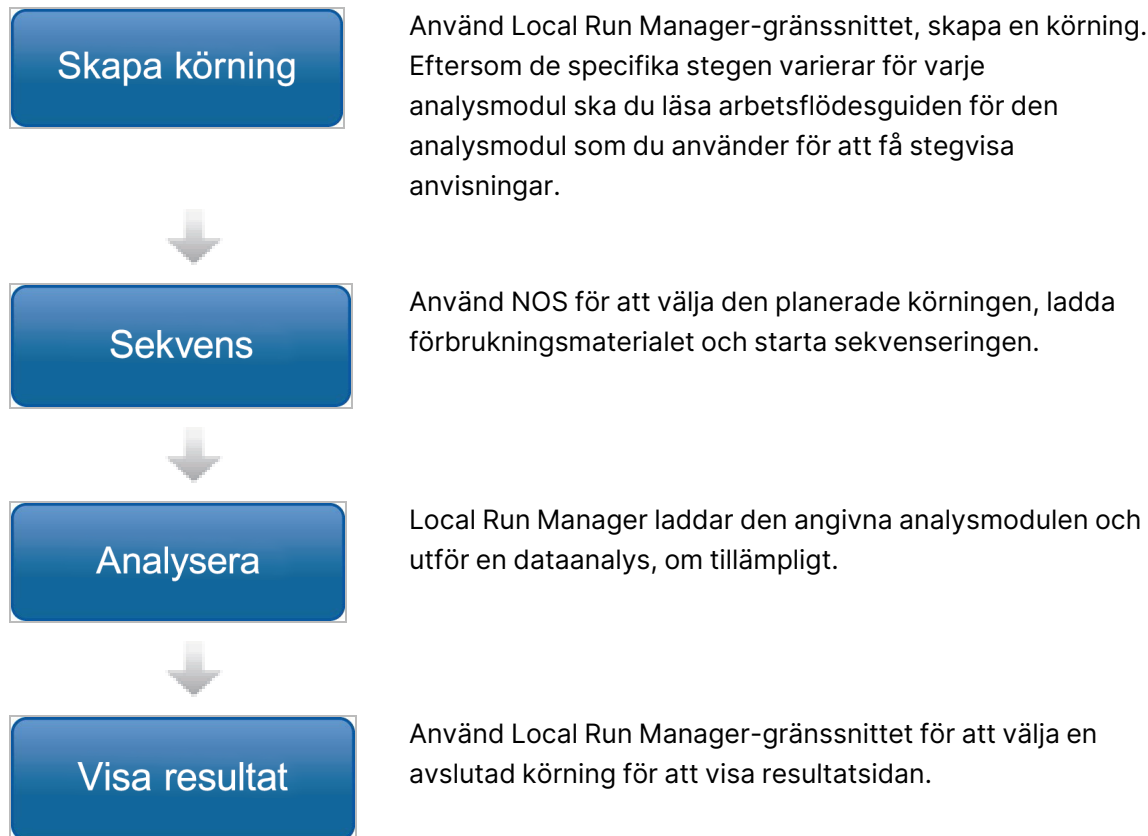 Skapa körning
Använd Local Run Manager-gränssnittet, skapa en körning.
Eftersom de specifika stegen varierar för varje
analysmodul ska du läsa arbetsflödesguiden för den
analysmodul som du använder för att få stegvisa
anvisningar.
Sekvens
Använd NOS för att välja den planerade körningen, ladda
förbrukningsmaterialet och starta sekvenseringen.
Analysera
Local Run Manager laddar den angivna analysmodulen och
utför en dataanalys, om tillämpligt.
Visa resultat
Använd Local Run Manager-gränssnittet för att välja en
avslutad körning för att visa resultatsidan.